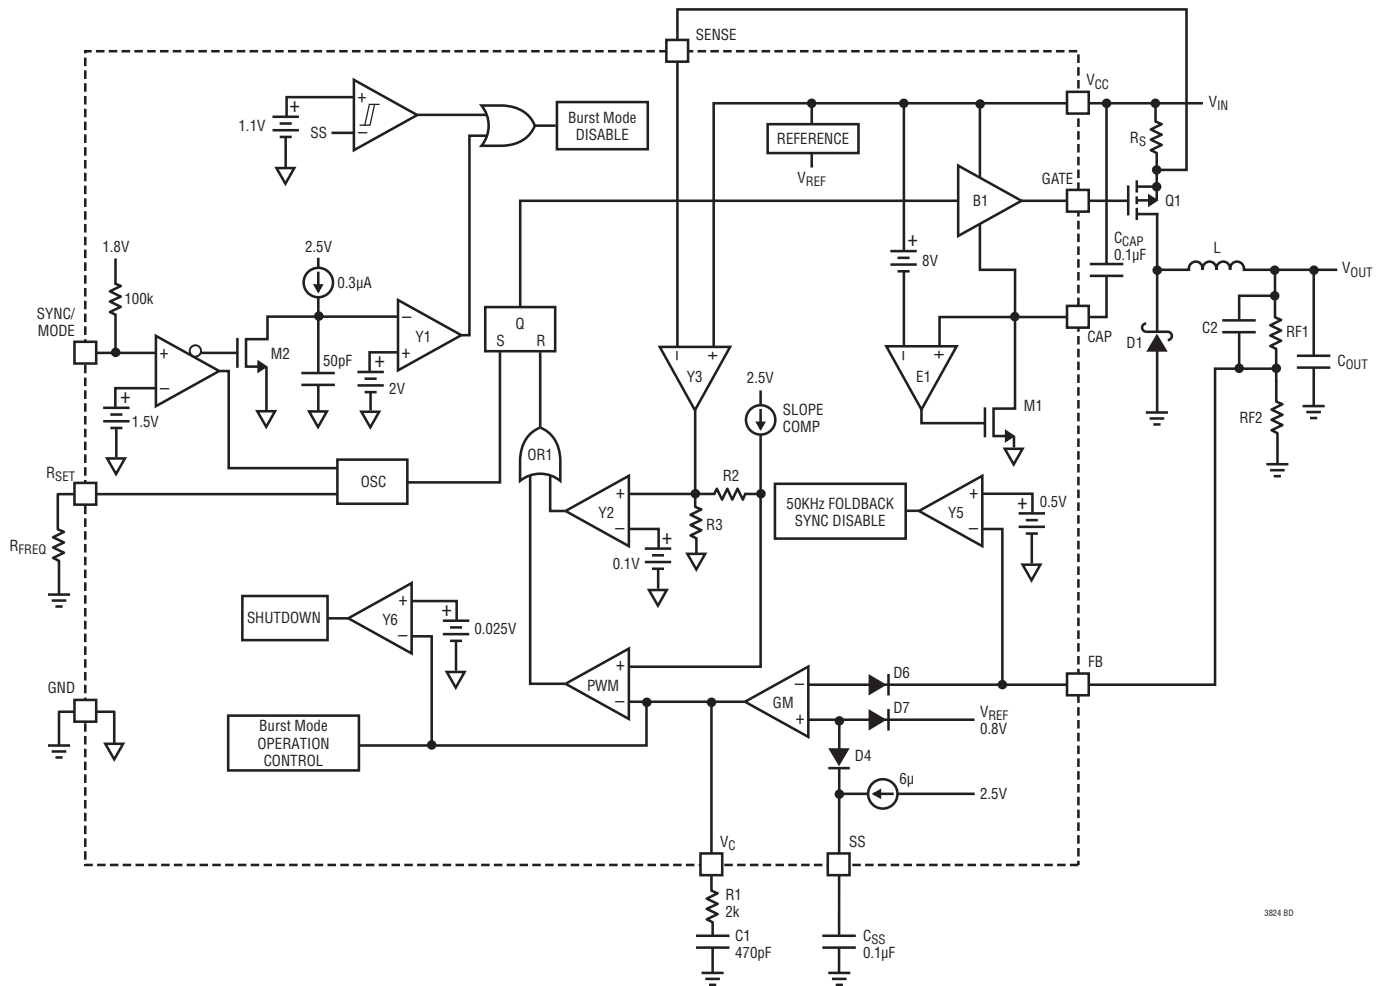 SENSE
VCC
VIN
+
1.1V
+
SS
−
Burst Mode
DISABLE
REFERENCE
VREF
RS
GATE
B1
Q1
1.8V
100k
2.5V
0.3µA
+
8V
CCAP
0.1µF
L
VOUT
SYNC/
MODE
+
−
M2
50pF
−
Y1
+
+
2V
Q
S R
− +
Y3
− +
E1
CAP
D1
C2
RF1
COUT
+
1.5V
2.5V
SLOPE
COMP
M1
RF2
RSET
OSC
OR1
R2
R3
+
Y2
−
+
0.1V
50KHz FOLDBACK
SYNC DISABLE
+
Y5
−
+
0.5V
RFREQ
SHUTDOWN
+
Y6
−
+
0.025V
GND
+
PWM
−
−
GM
+
D6
D7
FB
VREF
0.8V
Burst Mode
OPERATION
CONTROL
D4
6µ
2.5V
VC
SS
R1
2k
C1
470pF
CSS
0.1µF
3824 BD